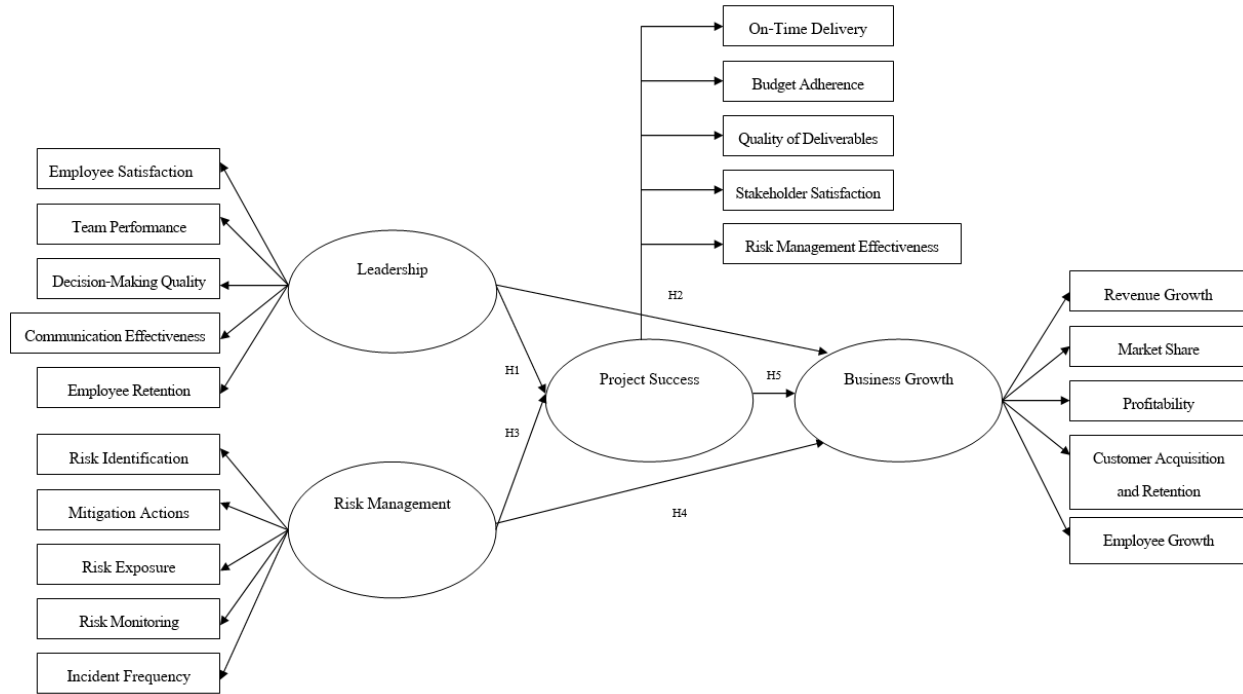 On-Time Delivery
Budget Adherence
Quality of Deliverables
Stakeholder Satisfaction
Risk Management Effectiveness
Employee Satisfaction
Team Performance
Decision-Making Quality
Communication Effectiveness
Employee Retention
Leadership
H2
H1
Project Success
H5
Business Growth
H3
Risk Identification
Mitigation Actions
Risk Exposure
Risk Monitoring
Incident Frequency
Risk Management
H4
Revenue Growth
Market Share
Profitability
Customer Acquisition
and Retention
Employee Growth